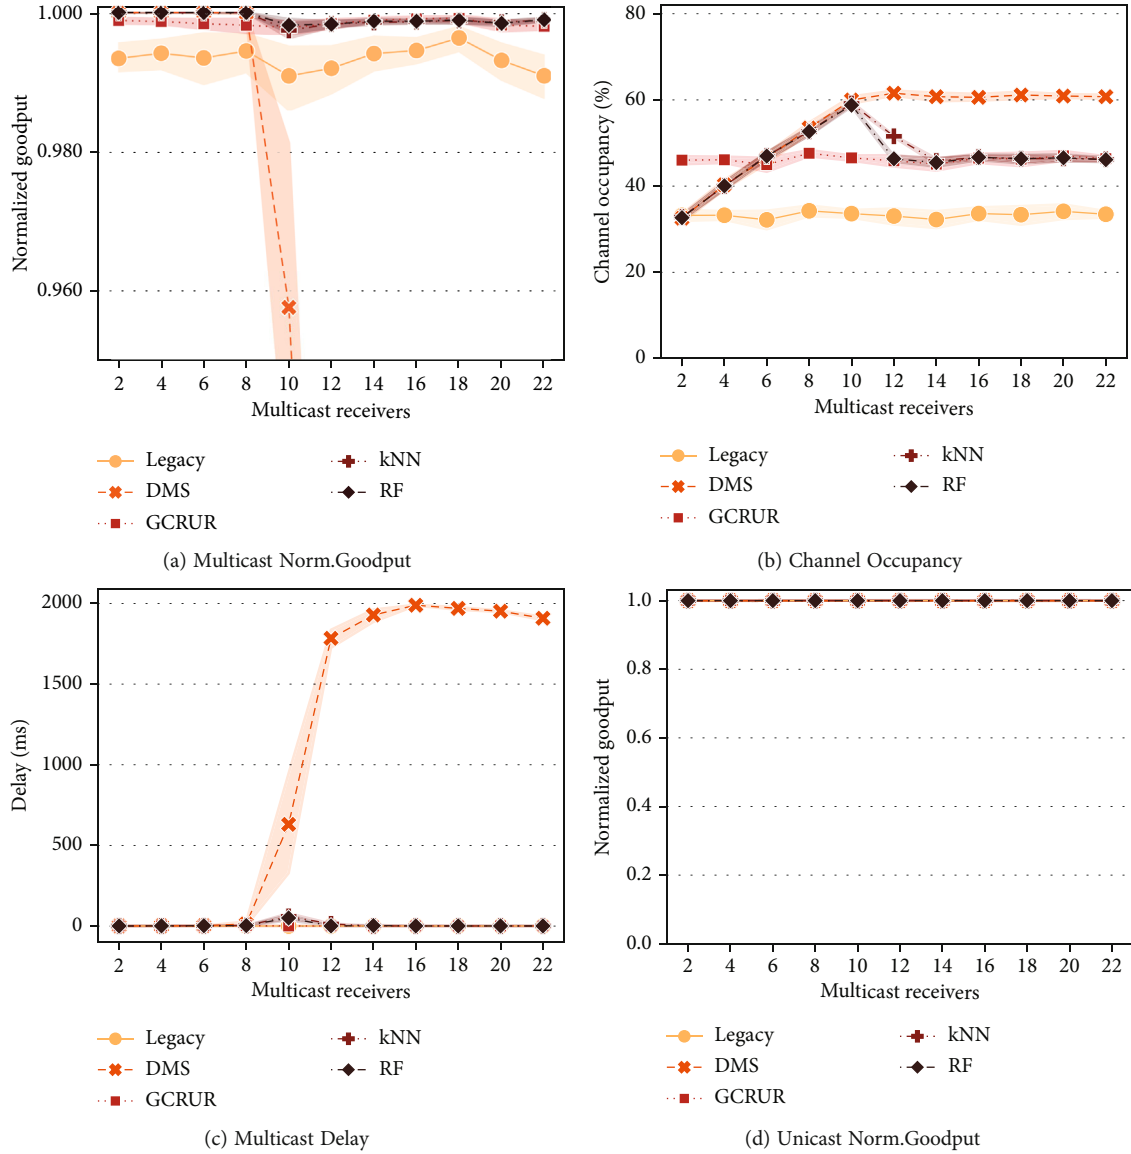 1.000
0.980
0.960
Normalized goodput
2 4 6 8 10 12 14 16 18 20 22
Multicast receivers
Legacy
DMS
GCRUR
kNN
RF
(a) Multicast Norm.Goodput
80
60
40
20
0
Channel occupancy (%)
2 4 6 8 10 12 14 16 18 20 22
Multicast receivers
Legacy
DMS
GCRUR
kNN
RF
(b) Channel Occupancy
2000
1500
1000
500
0
Delay (ms)
2 4 6 8 10 12 14 16 18 20 22
Multicast receivers
Legacy
DMS
GCRUR
kNN
RF
(c) Multicast Delay
1.0
0.8
0.6
0.4
0.2
0.0
Normalized goodput
2 4 6 8 10 12 14 16 18 20 22
Multicast receivers
Legacy
DMS
GCRUR
kNN
RF
(d) Unicast Norm.Goodput